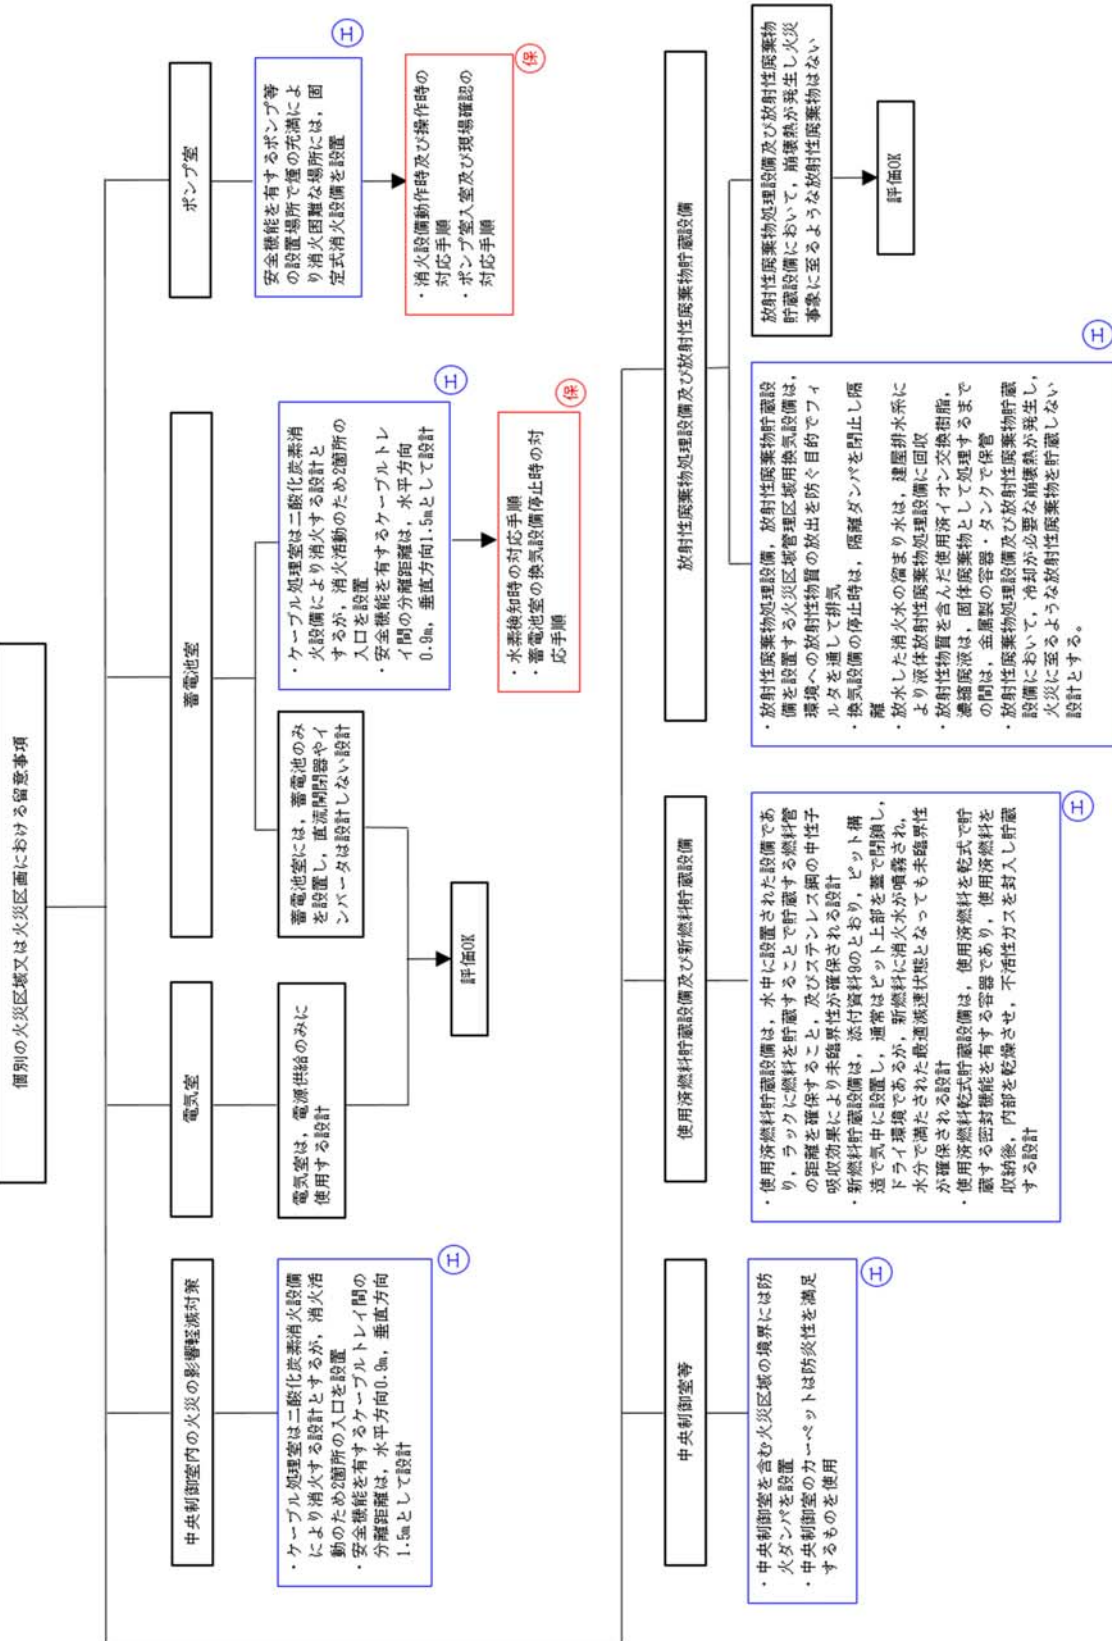 個別の火災区域又は火災区画における留意事項
中央制御室内の火災の影響軽減対策
・ケーブル処理室は二酸化炭素消火設備
により消火する設計とするが，消火活
動のため2箇所の入口を設置
・安全機能を有するケーブルトレイ間の
分離距離は，水平方向0.9m，垂直方向
1.5mとして設計
工
電気室
電気室は，電源供給のみに
使用する設計
蓄電池室
蓄電池室には，蓄電池のみ
を設置し，直流開閉器やイ
ンバータは設計しない設計
評価OK
・ケーブル処理室は二酸化炭素消
火設備により消火する設計と
するが，消火活動のため2箇所の
入口を設置
・安全機能を有するケーブルトレ
イ間の分離距離は，水平方向
0.9m，垂直方向1.5mとして設計
工
・水素検知時の対応手順
・蓄電池室の換気設備停止時の対
応手順
保
ポンプ室
安全機能を有するポンプ等
の設置場所で煙の充満によ
り消火困難な場所には，固
定式消火設備を設置
工
・消火設備動作時及び操作時の
対応手順
・ポンプ室入室及び現場確認の
対応手順
保
中央制御室等
・中央制御室を含む火災区域の境界には防
火ダンパを設置
・中央制御室のカーペットは防炎性を満足
するものを使用
工
使用済燃料貯蔵設備及び新燃料貯蔵設備
・使用済燃料貯蔵設備は，水中に設置された設備であ
り，ラックに燃料を貯蔵することで貯蔵する燃料管
の距離を確保すること，及びステンレス鋼の中性子
吸収効果により未臨界性が確保される設計
・新燃料貯蔵設備は，添付資料9のとおり，ピット構
造で気中に設置し，通常はピット上部を蓋で閉鎖し，
ドライ環境であるが，新燃料に消火水が噴霧され，
水分で満たされた最適減速状態となっても未臨界性
が確保される設計
・使用済燃料乾式貯蔵設備は，使用済燃料を乾式で貯
蔵する密封機能を有する容器であり，使用済燃料を
収納後，内部を乾燥させ，不活性ガスを封入し貯蔵
する設計
工
放射性廃棄物処理設備及び放射性廃棄物貯蔵設備
・放射性廃棄物処理設備，放射性廃棄物貯蔵設
備を設置する火災区域管理区域用換気設備は，
環境への放射性物質の放出を防ぐ目的でフィ
ルタを通して排気
・換気設備の停止時は，隔離ダンパを閉止し隔
離
・放水した消火水の溜まり水は，建屋排水系に
より液体放射性廃棄物処理設備に回収
・放射性物質を含んだ使用済イオン交換樹脂，
濃縮廃液は，固体廃棄物として処理するまで
の間は，金属製の容器・タンクで保管
・放射性廃棄物処理設備及び放射性廃棄物貯蔵
設備において，冷却が必要な崩壊熱が発生し，
火災に至るような放射性廃棄物を貯蔵しない
設計とする。
工
放射性廃棄物処理設備及び放射性廃棄物
貯蔵設備において，崩壊熱が発生し火災
事象に至るような放射性廃棄物はない
評価OK